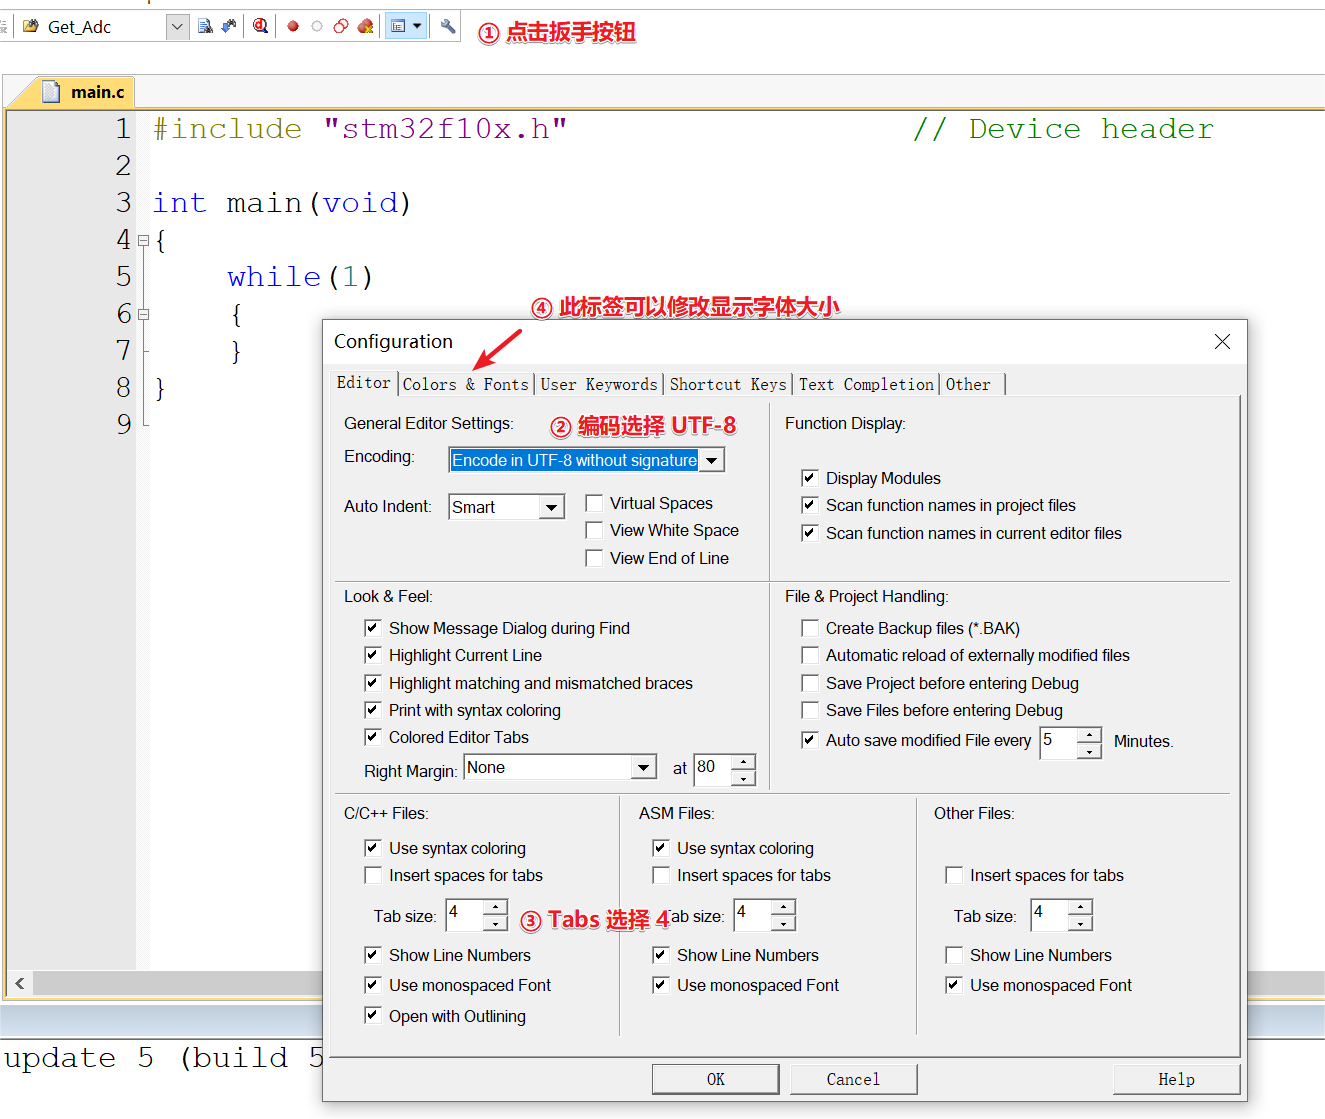 Get_Adc
① 点击扳手按钮
main.c
1 #include "stm32f10x.h" // Device header
2
3 int main(void)
4 {
5 while(1)
6 {
7 }
8 }
9
④ 此标签可以修改显示字体大小
Configuration
Editor Colors & Fonts User Keywords Shortcut Keys Text Completion Other
General Editor Settings:
② 编码选择 UTF-8
Encoding: Encode in UTF-8 without signature
Auto Indent: Smart
Virtual Spaces
View White Space
View End of Line
Function Display:
Display Modules
Scan function names in project files
Scan function names in current editor files
Look & Feel:
Show Message Dialog during Find
Highlight Current Line
Highlight matching and mismatched braces
Print with syntax coloring
Colored Editor Tabs
Right Margin: None at 80
File & Project Handling:
Create Backup files (*.BAK)
Automatic reload of externally modified files
Save Project before entering Debug
Save Files before entering Debug
Auto save modified File every 5 Minutes.
C/C++ Files:
Use syntax coloring
Insert spaces for tabs
Tab size: 4
③ Tabs 选择 4
Show Line Numbers
Use monospaced Font
Open with Outlining
ASM Files:
Use syntax coloring
Insert spaces for tabs
ab size: 4
Show Line Numbers
Use monospaced Font
Other Files:
Insert spaces for tabs
Tab size: 4
Show Line Numbers
Use monospaced Font
update 5 (build 5
OK Cancel Help